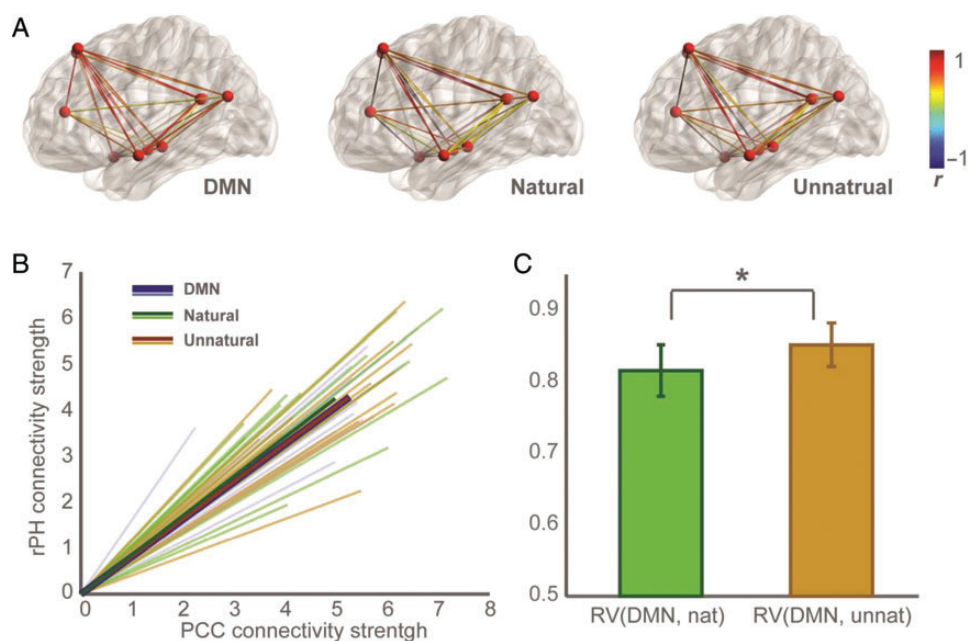 A
DMN
Natural
Unnatrual
1
−1
r
B
7
6
5
4
3
2
1
0
rPH connectivity strength
DMN
Natural
Unnatural
0 1 2 3 4 5 6 7 8
PCC connectivity strentgh
C
*
0.9
0.8
0.7
0.6
0.5
RV(DMN, nat) RV(DMN, unnat)